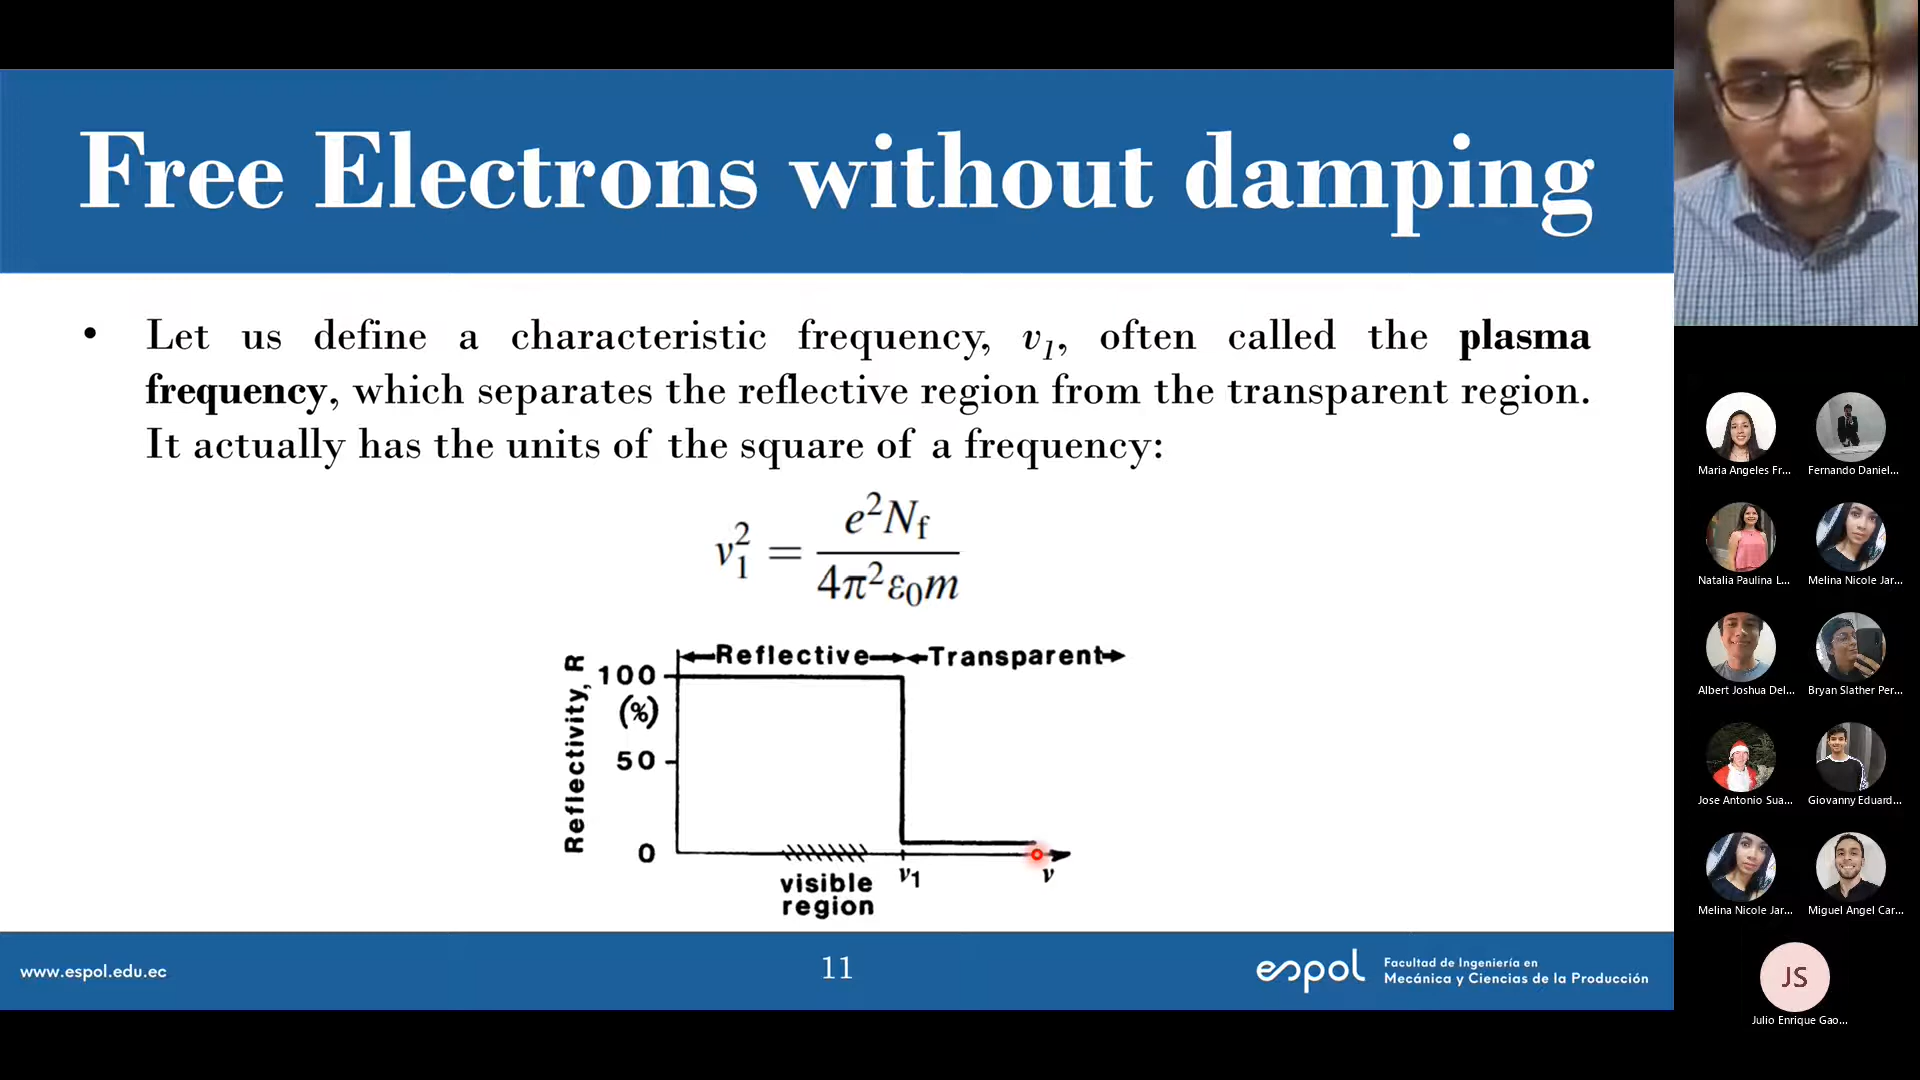 Free Electrons without damping
• Let us define a characteristic frequency, ν₁, often called the plasma
frequency, which separates the reflective region from the transparent region.
It actually has the units of the square of a frequency:
ν₁² = e²N_f / 4π²ε₀m
Reflective Transparent
Reflectivity, R
100
(%)
50
0
visible
region
ν₁
ν
www.espol.edu.ec
11
espol
Facultad de Ingeniería en
Mecánica y Ciencias de la Producción
Maria Angeles Fr...
Fernando Daniel...
Natalia Paulina L...
Melina Nicole Jar...
Albert Joshua Del...
Bryan Slather Per...
Jose Antonio Sua...
Giovanny Eduard...
Melina Nicole Jar...
Miguel Angel Car...
JS
Julio Enrique Gao...